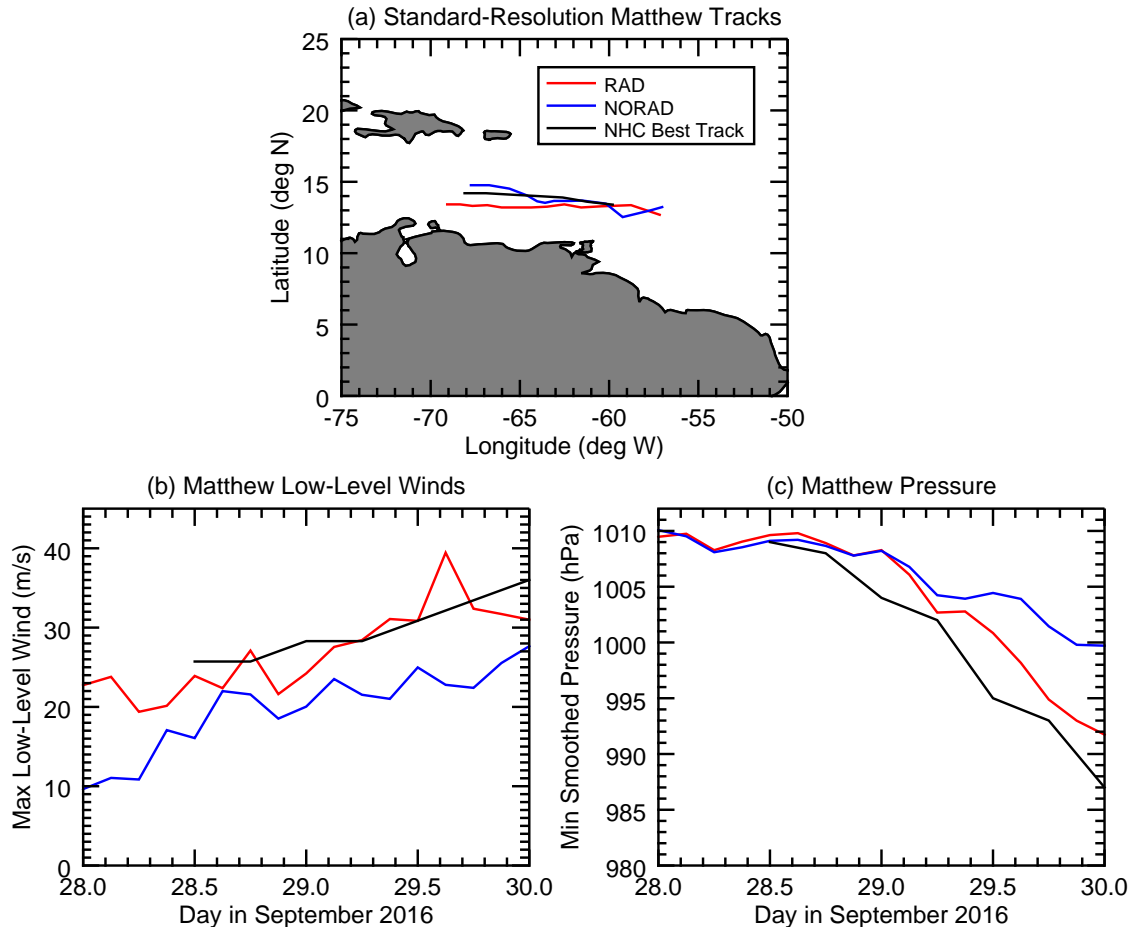 (a) Standard-Resolution Matthew Tracks
25
20
15
10
5
0
Latitude (deg N)
RAD
NORAD
NHC Best Track
-75 -70 -65 -60 -55 -50
Longitude (deg W)
(b) Matthew Low-Level Winds
40
30
20
10
0
Max Low-Level Wind (m/s)
28.0 28.5 29.0 29.5 30.0
Day in September 2016
(c) Matthew Pressure
1010
1005
1000
995
990
985
980
Min Smoothed Pressure (hPa)
28.0 28.5 29.0 29.5 30.0
Day in September 2016